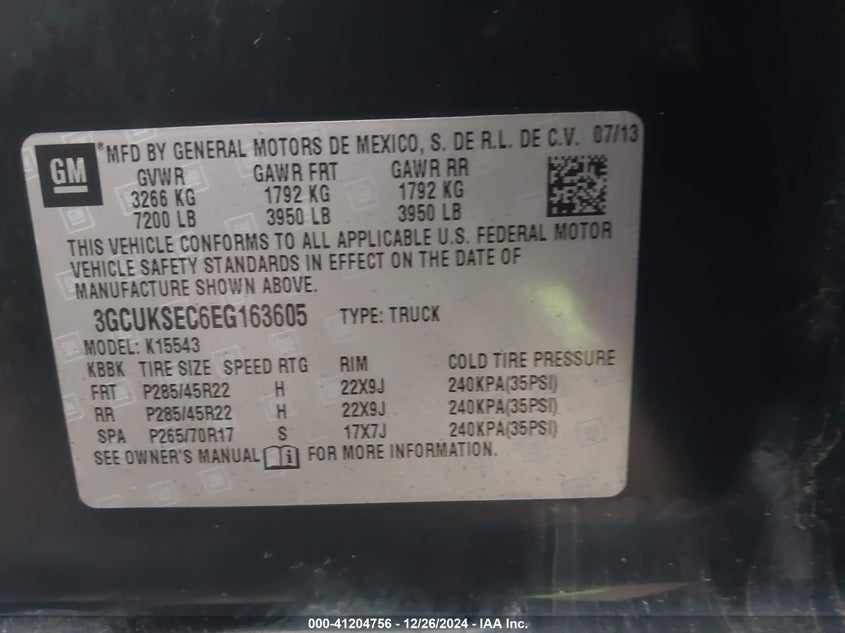 GM ® MFD BY GENERAL MOTORS DE MEXICO, S. DE R.L. DE C.V. 07/13
GVWR GAWR FRT GAWR RR
3266 KG 1792 KG 1792 KG
7200 LB 3950 LB 3950 LB
THIS VEHICLE CONFORMS TO ALL APPLICABLE U.S. FEDERAL MOTOR
VEHICLE SAFETY STANDARDS IN EFFECT ON THE DATE OF
MANUFACTURE SHOWN ABOVE.
3GCUKSEC6EG163605 TYPE: TRUCK
MODEL: K15543
KBBK TIRE SIZE SPEED RTG RIM COLD TIRE PRESSURE
FRT P285/45R22 H 22X9J 240KPA(35PSI)
RR P285/45R22 H 22X9J 240KPA(35PSI)
SPA P265/70R17 S 17X7J 240KPA(35PSI)
SEE OWNER'S MANUAL FOR MORE INFORMATION.
000-41204756 - 12/26/2024 - IAA Inc.